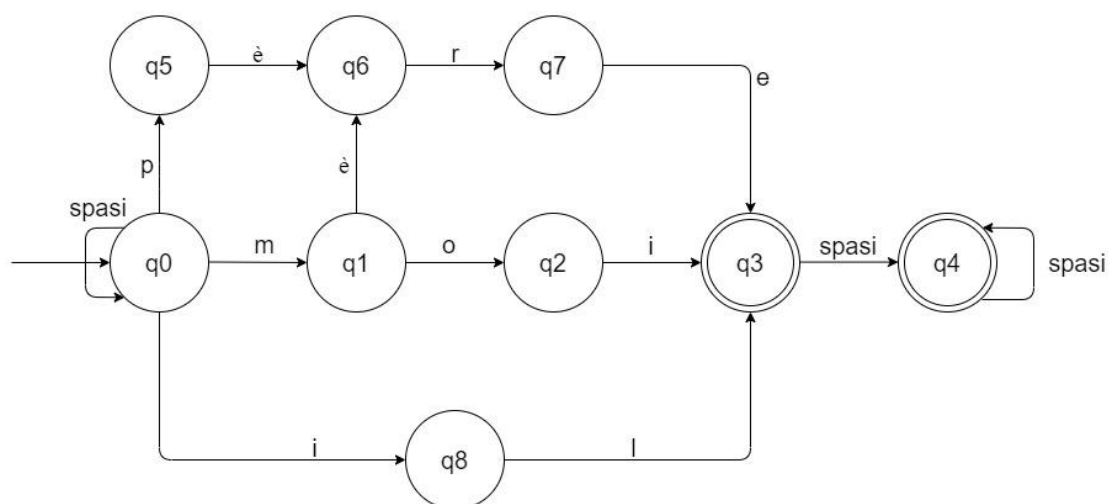 q5 è q6 r q7 e
p è
spasi
q0 m q1 o q2 i q3 spasi q4 spasi
i q8 l